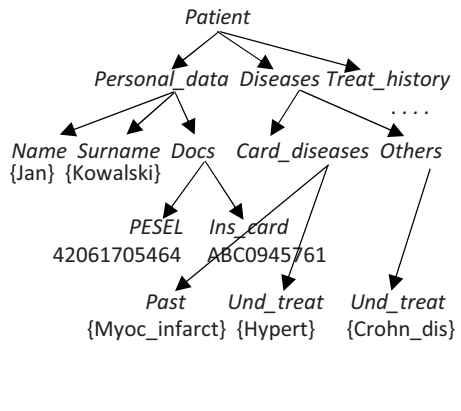 Patient
Personal_data Diseases Treat_history
. . . .
Name Surname Docs Card_diseases Others
{Jan} {Kowalski}
PESEL Ins_card
42061705464 ABC0945761
Past Und_treat Und_treat
{Myoc_infarct} {Hypert} {Crohn_dis}